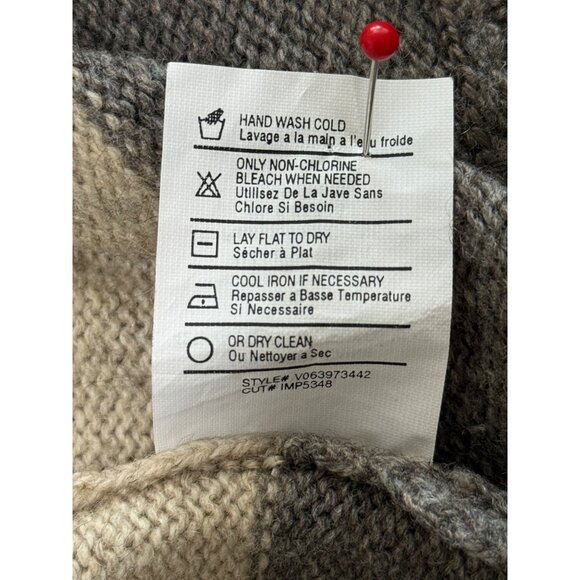 HAND WASH COLD
Lavage a la main a l'eau froide
ONLY NON-CHLORINE
BLEACH WHEN NEEDED
Utilisez De La Jave Sans
Chlore Si Besoin
LAY FLAT TO DRY
Sécher à Plat
COOL IRON IF NECESSARY
Repasser a Basse Temperature
Si Necessaire
OR DRY CLEAN
Ou Nettoyer a Sec
STYLE# V063973442
CUT# IMP5348